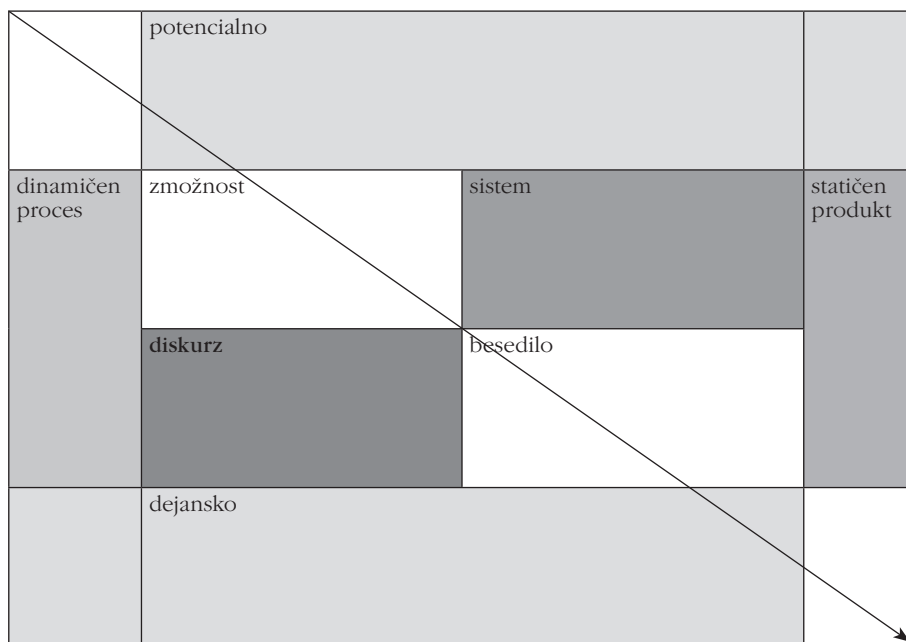 potencialno
dinamičen
proces
zmožnost
sistem
statičen
produkt
diskurz
besedilo
dejansko